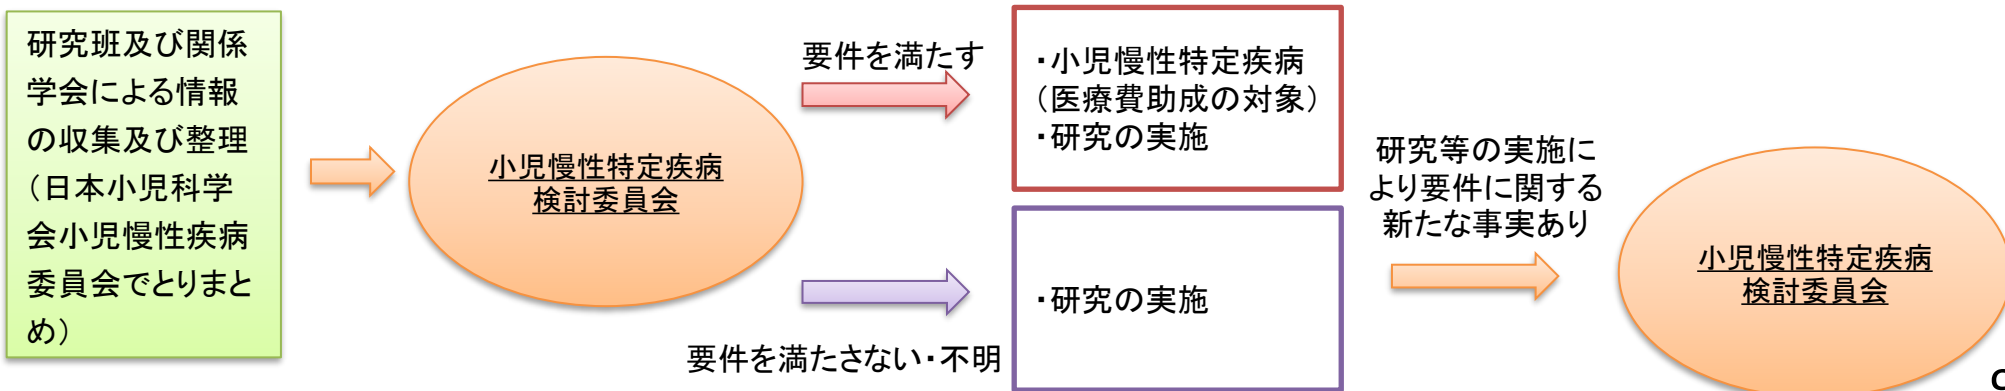 研究班及び関係
学会による情報
の収集及び整理
（日本小児科学
会小児慢性疾病
委員会でとりまと
め）
小児慢性特定疾病
検討委員会
要件を満たす
・小児慢性特定疾病
（医療費助成の対象）
・研究の実施
要件を満たさない・不明
・研究の実施
研究等の実施に
より要件に関する
新たな事実あり
小児慢性特定疾病
検討委員会